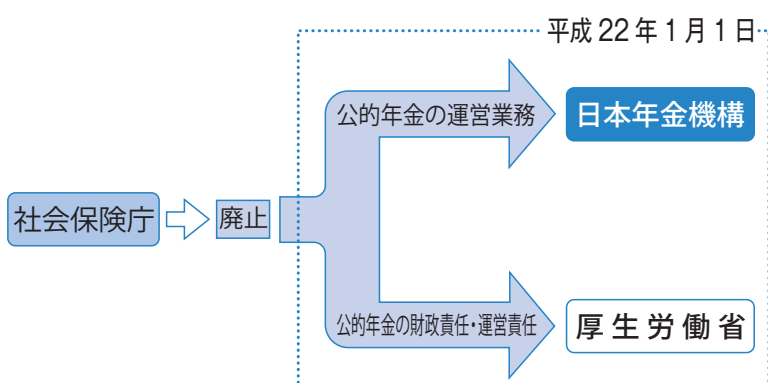 平成22年1月1日
公的年金の運営業務
日本年金機構
社会保険庁
廃止
公的年金の財政責任・運営責任
厚生労働省